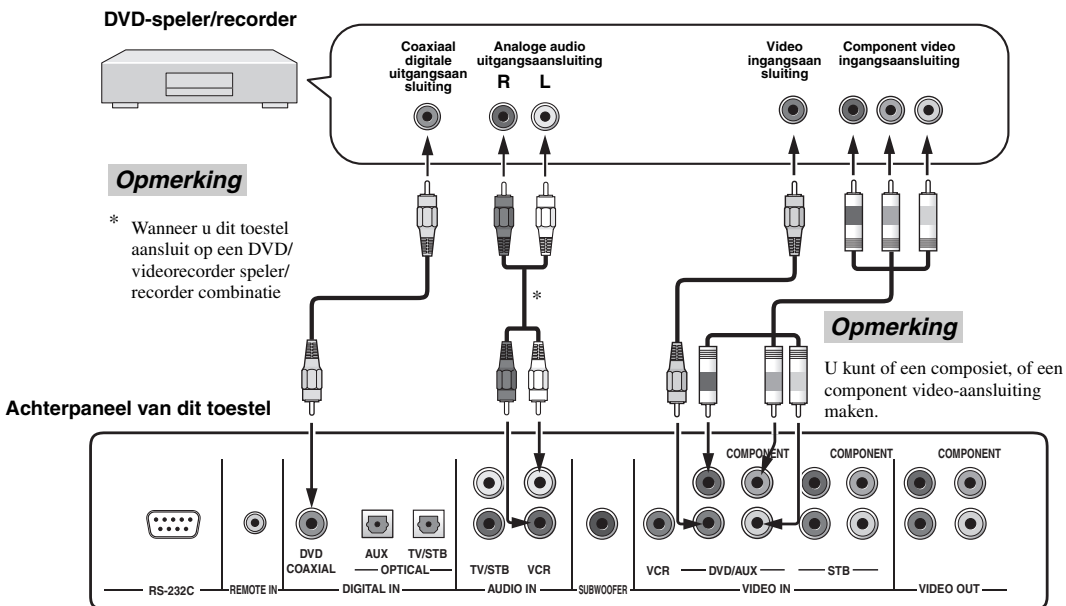 DVD-speler/recorder
Coaxiaal
digitale
uitgangsaan
sluiting
Analoge audio
uitgangsaansluiting
R L
Video
ingangsaan
sluiting
Component video
ingangsaansluiting
Opmerking
* Wanneer u dit toestel
aansluit op een DVD/
videorecorder speler/
recorder combinatie
*
Opmerking
U kunt of een composiet, of een
component video-aansluiting
maken.
Achterpaneel van dit toestel
COMPONENT COMPONENT COMPONENT
DVD
COAXIAL
AUX TV/STB
OPTICAL
TV/STB VCR
VCR DVD/AUX STB
RS-232C REMOTE IN DIGITAL IN AUDIO IN SUBWOOFER VIDEO IN VIDEO OUT